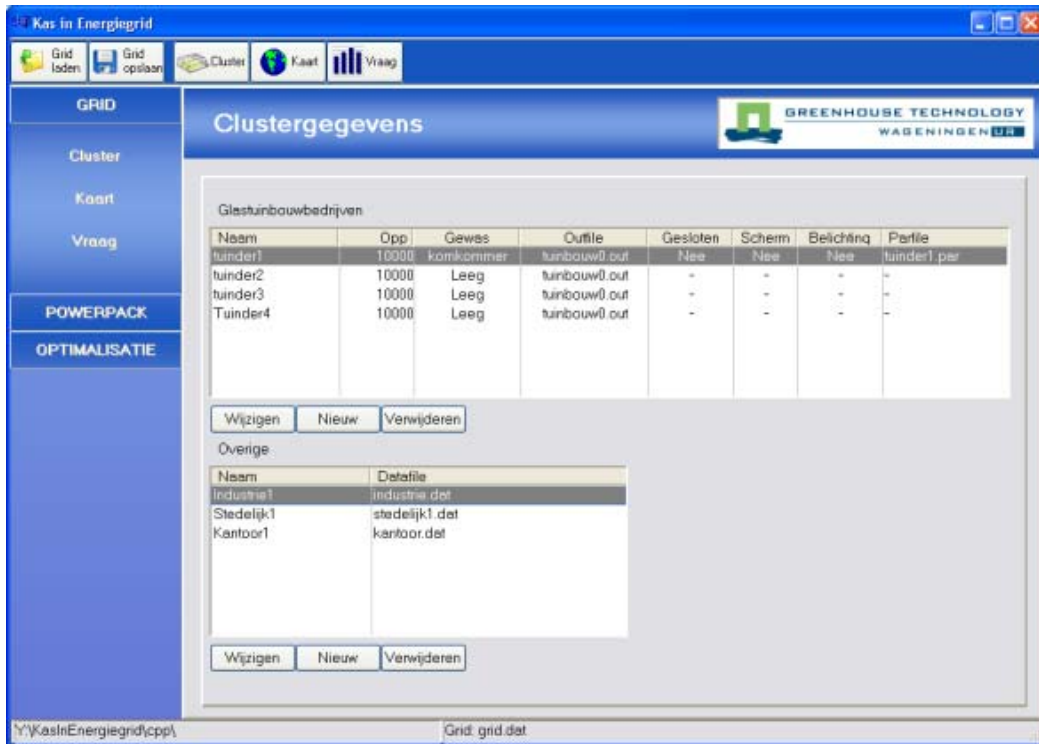 Kas in Energiegrid
Grid laden
Grid opslaan
Cluster
Kaart
Vraag
GRID
Cluster
Kaart
Vraag
POWERPACK
OPTIMALISATIE
Clustergegevens
GREENHOUSE TECHNOLOGY
WAGENINGEN UR
Glastuinbouwbedrijven
Naam Opp Gewas Outfile Gesloten Scherm Belichting Parfile
tuinder1 10000 komkommer tuinbouw0.out Nee Nee Nee tuinder1.par
tuinder2 10000 Leeg tuinbouw0.out - - - -
tuinder3 10000 Leeg tuinbouw0.out - - - -
Tuinder4 10000 Leeg tuinbouw0.out - - - -
Wijzigen Nieuw Verwijderen
Overige
Naam Datafile
Industrie1 industrie.dat
Stedelijk1 stedelijk1.dat
Kantoor1 kantoor.dat
Wijzigen Nieuw Verwijderen
Y:\KasInEnergiegrid\cpp\ Grid: grid.dat